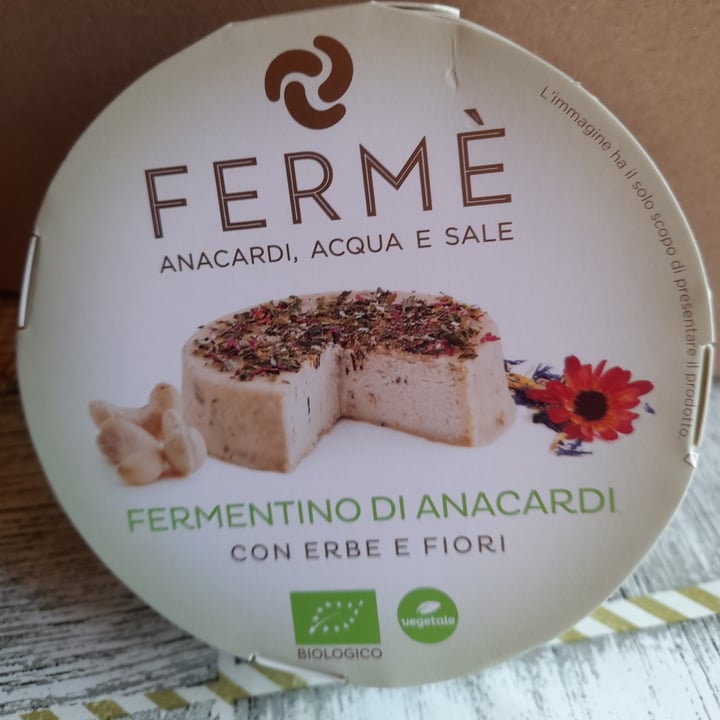 FERMÈ
ANACARDI, ACQUA E SALE
L'immagine ha il solo scopo di presentare il prodotto.
FERMENTINO DI ANACARDI
CON ERBE E FIORI
vegetale
BIOLOGICO